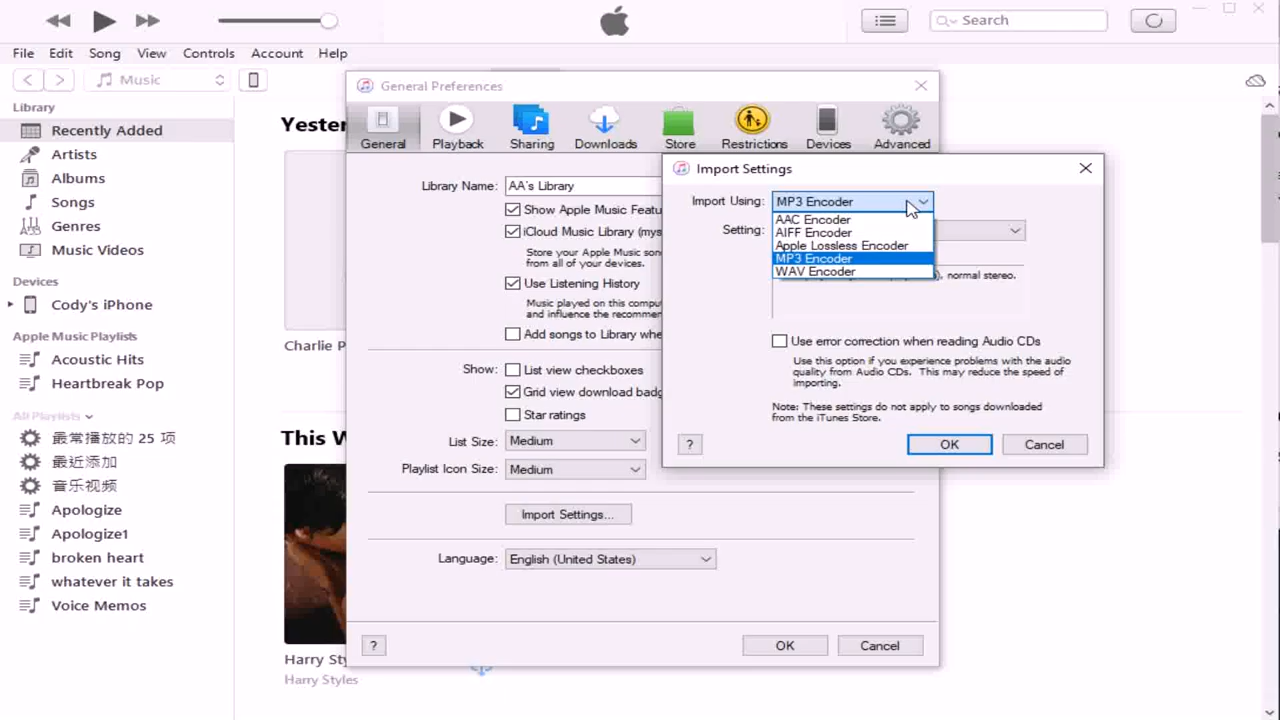 Search
File Edit Song View Controls Account Help
Music
Library
Recently Added
Artists
Albums
Songs
Genres
Music Videos
Devices
Cody's iPhone
Apple Music Playlists
Acoustic Hits
Heartbreak Pop
All Playlists
最常播放的 25 项
最近添加
音乐视频
Apologize
Apologize1
broken heart
whatever it takes
Voice Memos
Yester
Charlie P
This W
Harry Sty
Harry Styles
General Preferences
General Playback Sharing Downloads Store Restrictions Devices Advanced
Library Name: AA's Library
Show Apple Music Featu
iCloud Music Library (mys
Store your Apple Music son
from all of your devices.
Use Listening History
Music played on this compu
and influence the recommen
Add songs to Library whe
Show: List view checkboxes
Grid view download badg
Star ratings
List Size: Medium
Playlist Icon Size: Medium
Import Settings...
Language: English (United States)
? OK Cancel
Import Settings
Import Using: MP3 Encoder
AAC Encoder
AIFF Encoder
Apple Lossless Encoder
MP3 Encoder
WAV Encoder
Setting:
normal stereo.
Use error correction when reading Audio CDs
Use this option if you experience problems with the audio
quality from Audio CDs. This may reduce the speed of
importing.
Note: These settings do not apply to songs downloaded
from the iTunes Store.
? OK Cancel